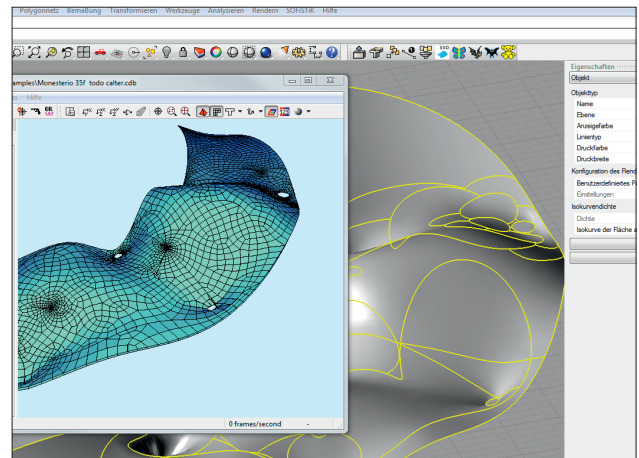 Polygonnetz Bemaßung Transformieren Werkzeuge Analysieren Rendern SOFiSTiK Hilfe
amples\Monesterio 35f todo calter.cdb
Hilfe
0 frames/second -
Eigenschaften
Objekt
Objekttyp
Name
Ebene
Anzeigefarbe
Linientyp
Druckfarbe
Druckbreite
Konfiguration des Rend
Benutzerdefiniertes P
Einstellungen
Isokurvendichte
Dichte
Isokurve der Fläche a